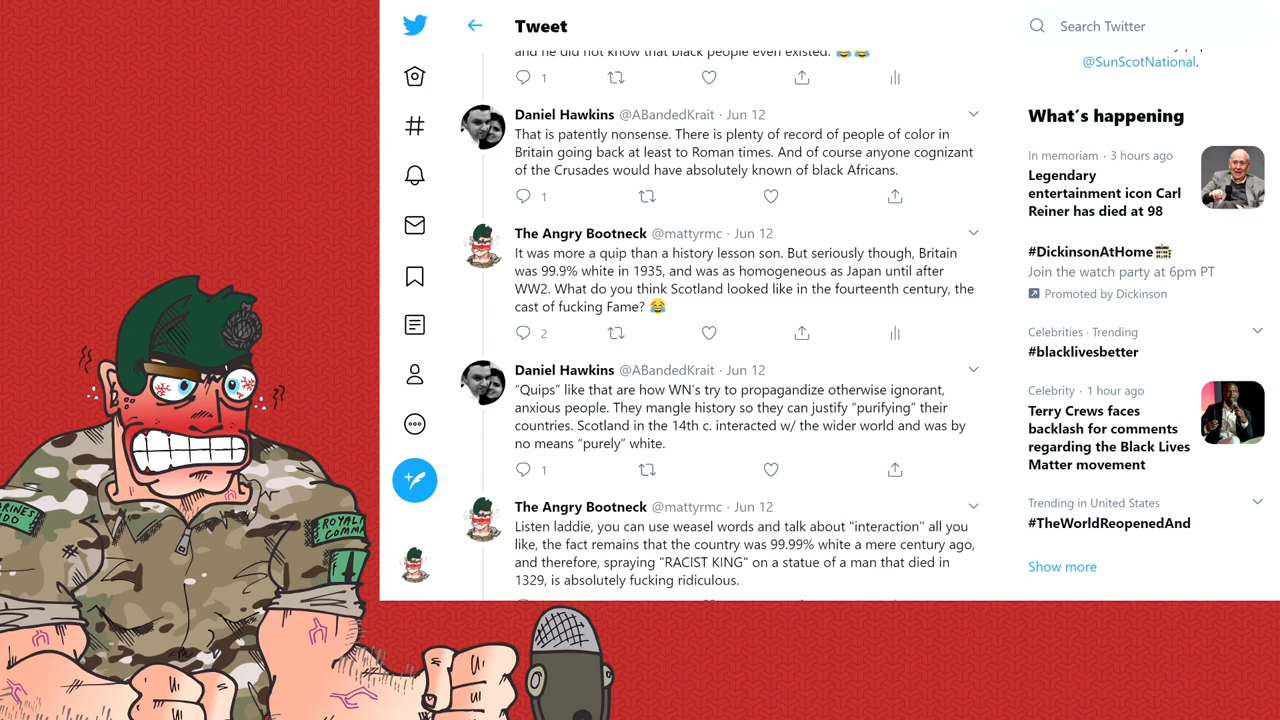 Tweet
Search Twitter
and he did not know that black people even existed. 😂😂
1
@SunScotNational.
Daniel Hawkins @ABandedKrait · Jun 12
That is patently nonsense. There is plenty of record of people of color in
Britain going back at least to Roman times. And of course anyone cognizant
of the Crusades would have absolutely known of black Africans.
1
The Angry Bootneck @mattyrmc · Jun 12
It was more a quip than a history lesson son. But seriously though, Britain
was 99.9% white in 1935, and was as homogeneous as Japan until after
WW2. What do you think Scotland looked like in the fourteenth century, the
cast of fucking Fame? 😂
2
Daniel Hawkins @ABandedKrait · Jun 12
“Quips” like that are how WN’s try to propagandize otherwise ignorant,
anxious people. They mangle history so they can justify “purifying” their
countries. Scotland in the 14th c. interacted w/ the wider world and was by
no means “purely” white.
1
The Angry Bootneck @mattyrmc · Jun 12
Listen laddie, you can use weasel words and talk about "interaction" all you
like, the fact remains that the country was 99.99% white a mere century ago,
and therefore, spraying "RACIST KING" on a statue of a man that died in
1329, is absolutely fucking ridiculous.
What’s happening
In memoriam · 3 hours ago
Legendary
entertainment icon Carl
Reiner has died at 98
#DickinsonAtHome
Join the watch party at 6pm PT
Promoted by Dickinson
Celebrities · Trending
#blacklivesbetter
Celebrity · 1 hour ago
Terry Crews faces
backlash for comments
regarding the Black Lives
Matter movement
Trending in United States
#TheWorldReopenedAnd
Show more
ROYAL
COMMA